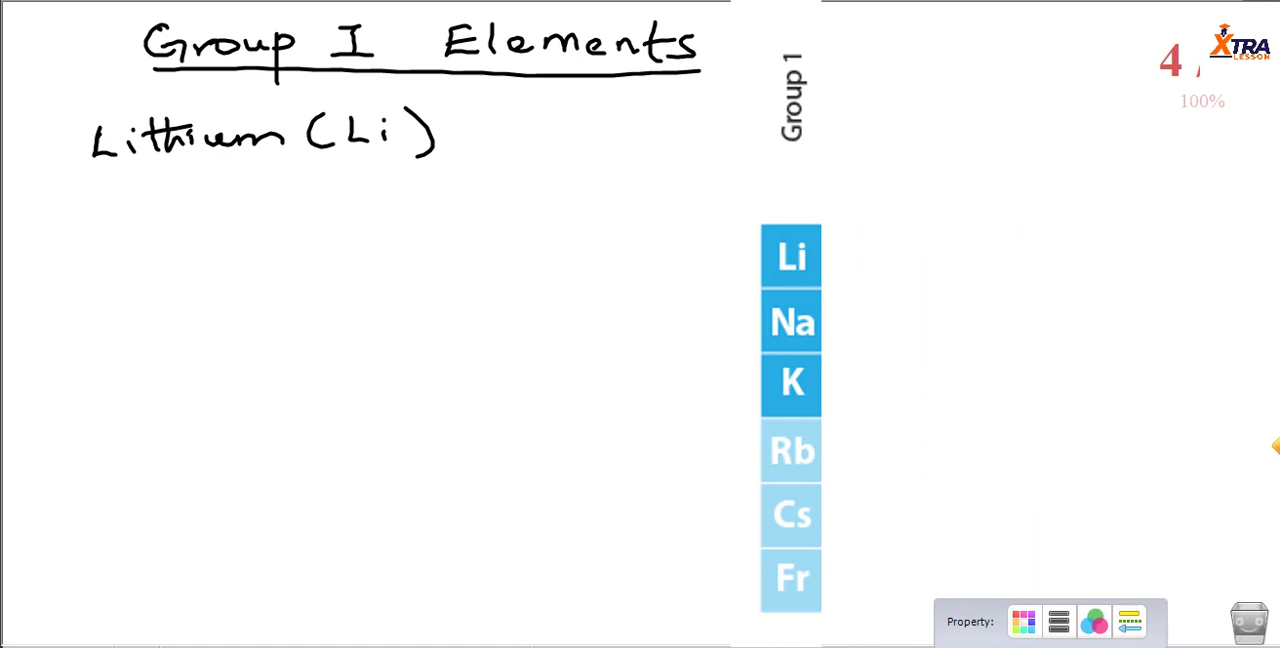 Group I Elements
Lithium (Li)
Group 1
Li
Na
K
Rb
Cs
Fr
4
100%
XTRA
LESSON
Property: